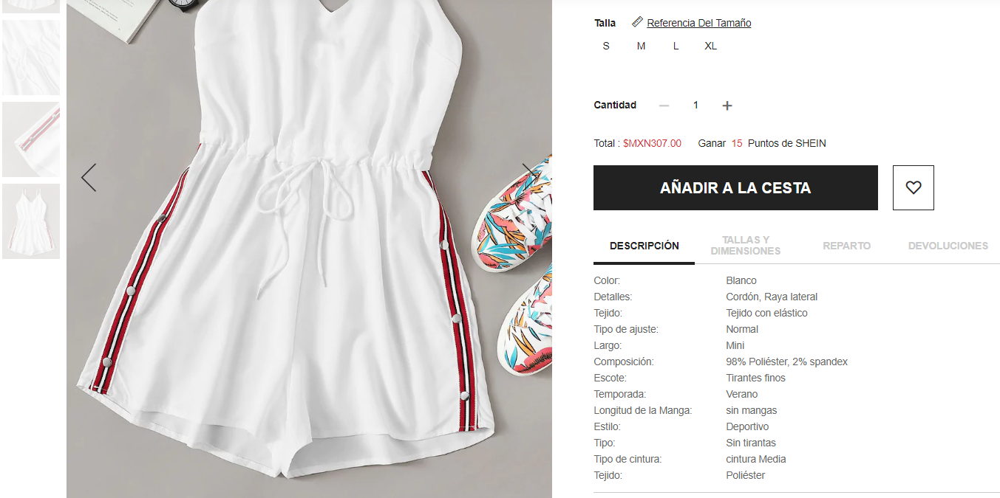 Talla Referencia Del Tamaño
S M L XL
Cantidad 1
Total : $MXN307.00 Ganar 15 Puntos de SHEIN
AÑADIR A LA CESTA
DESCRIPCIÓN
TALLAS Y
DIMENSIONES
REPARTO
DEVOLUCIONES
Color: Blanco
Detalles: Cordón, Raya lateral
Tejido: Tejido con elástico
Tipo de ajuste: Normal
Largo: Mini
Composición: 98% Poliéster, 2% spandex
Escote: Tirantes finos
Temporada: Verano
Longitud de la Manga: sin mangas
Estilo: Deportivo
Tipo: Sin tirantas
Tipo de cintura: cintura Media
Tejido: Poliéster